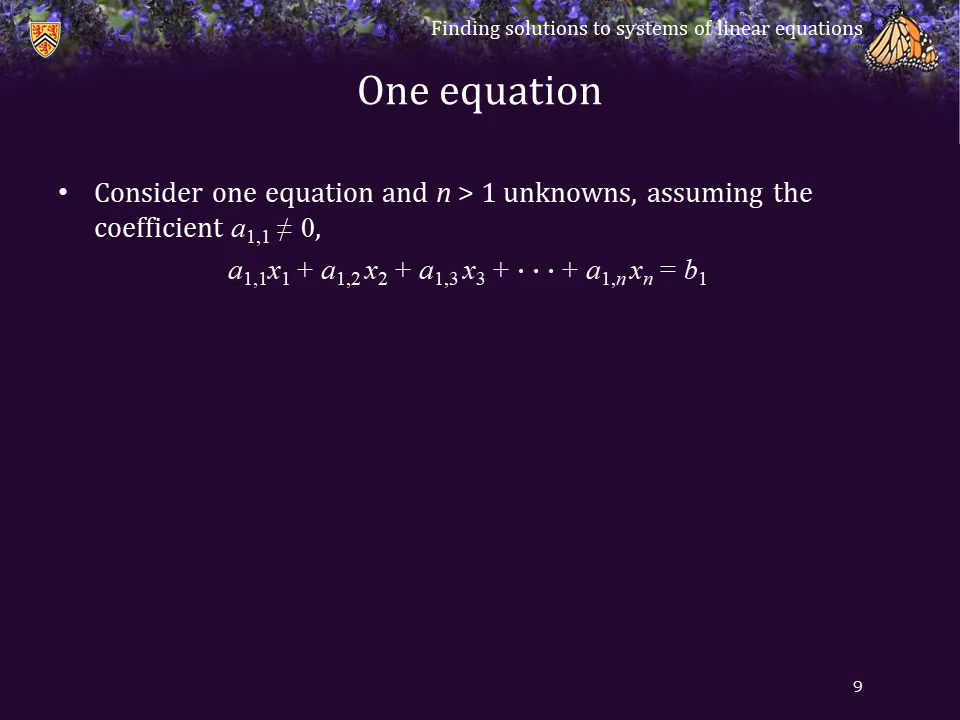 Finding solutions to systems of linear equations
One equation
• Consider one equation and n > 1 unknowns, assuming the
coefficient a₁,₁ ≠ 0,
a₁,₁x₁ + a₁,₂x₂ + a₁,₃x₃ + · · · + a₁,ₙxₙ = b₁
9